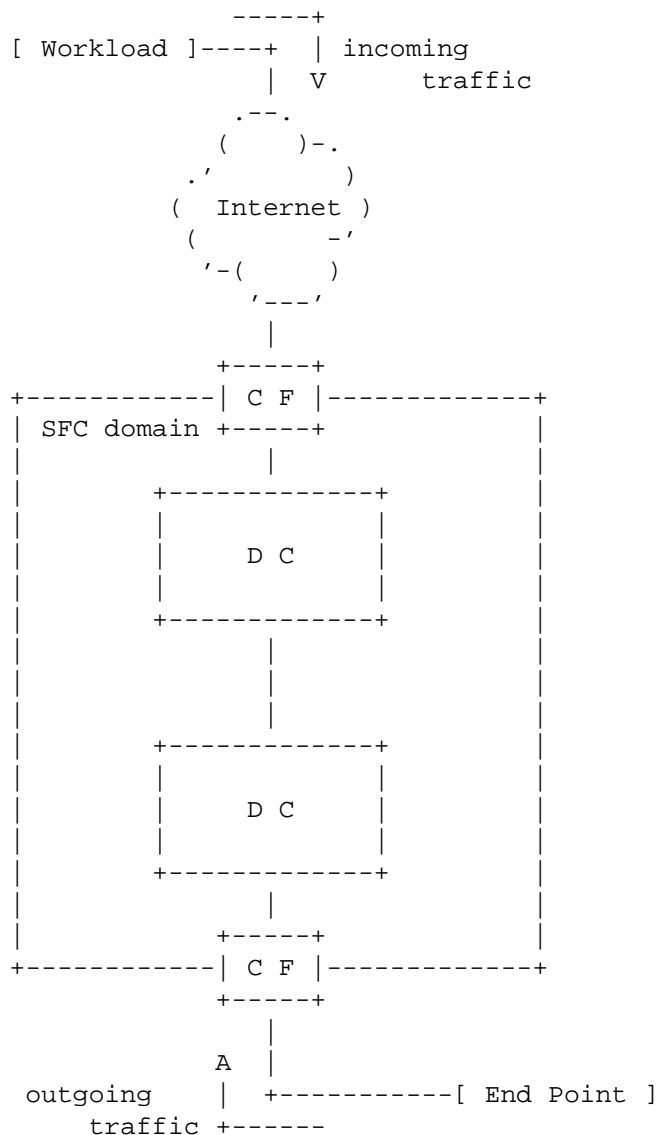 [ Workload ] incoming
V traffic
Internet
C F
SFC domain
D C
D C
C F
A
outgoing [ End Point ]
traffic